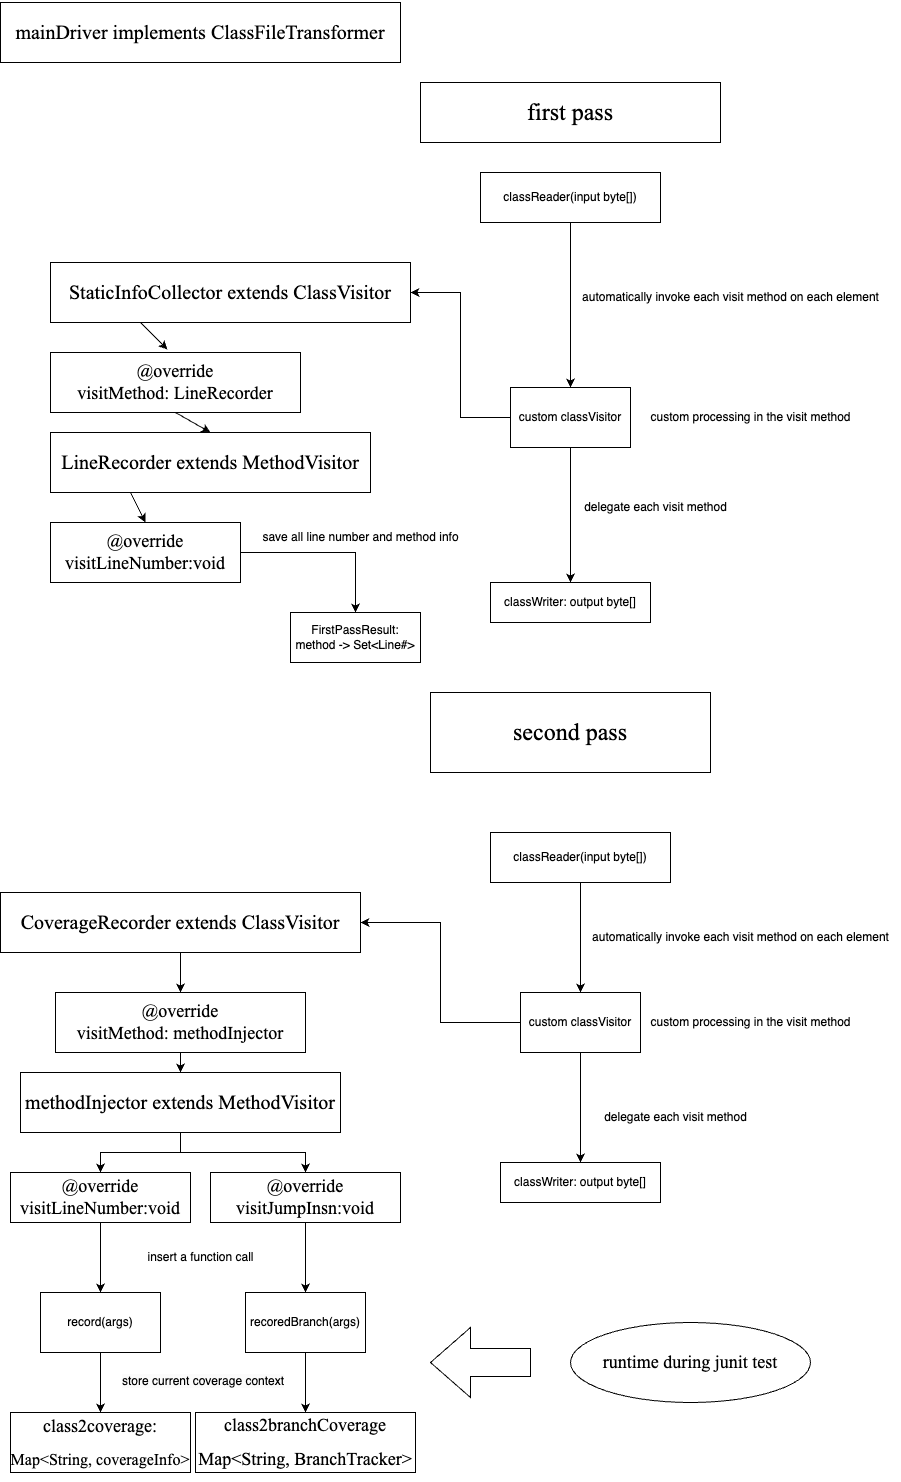 mainDriver implements ClassFileTransformer
first pass
classReader(input byte[])
StaticInfoCollector extends ClassVisitor
automatically invoke each visit method on each element
@override
visitMethod: LineRecorder
custom classVisitor
custom processing in the visit method
LineRecorder extends MethodVisitor
delegate each visit method
@override
visitLineNumber:void
save all line number and method info
classWriter: output byte[]
FirstPassResult:
method -> Set<Line#>
second pass
classReader(input byte[])
CoverageRecorder extends ClassVisitor
automatically invoke each visit method on each element
@override
visitMethod: methodInjector
custom classVisitor
custom processing in the visit method
methodInjector extends MethodVisitor
delegate each visit method
@override
visitLineNumber:void
@override
visitJumpInsn:void
classWriter: output byte[]
insert a function call
record(args)
recoredBranch(args)
runtime during junit test
store current coverage context
class2coverage:
Map<String, coverageInfo>
class2branchCoverage
Map<String, BranchTracker>